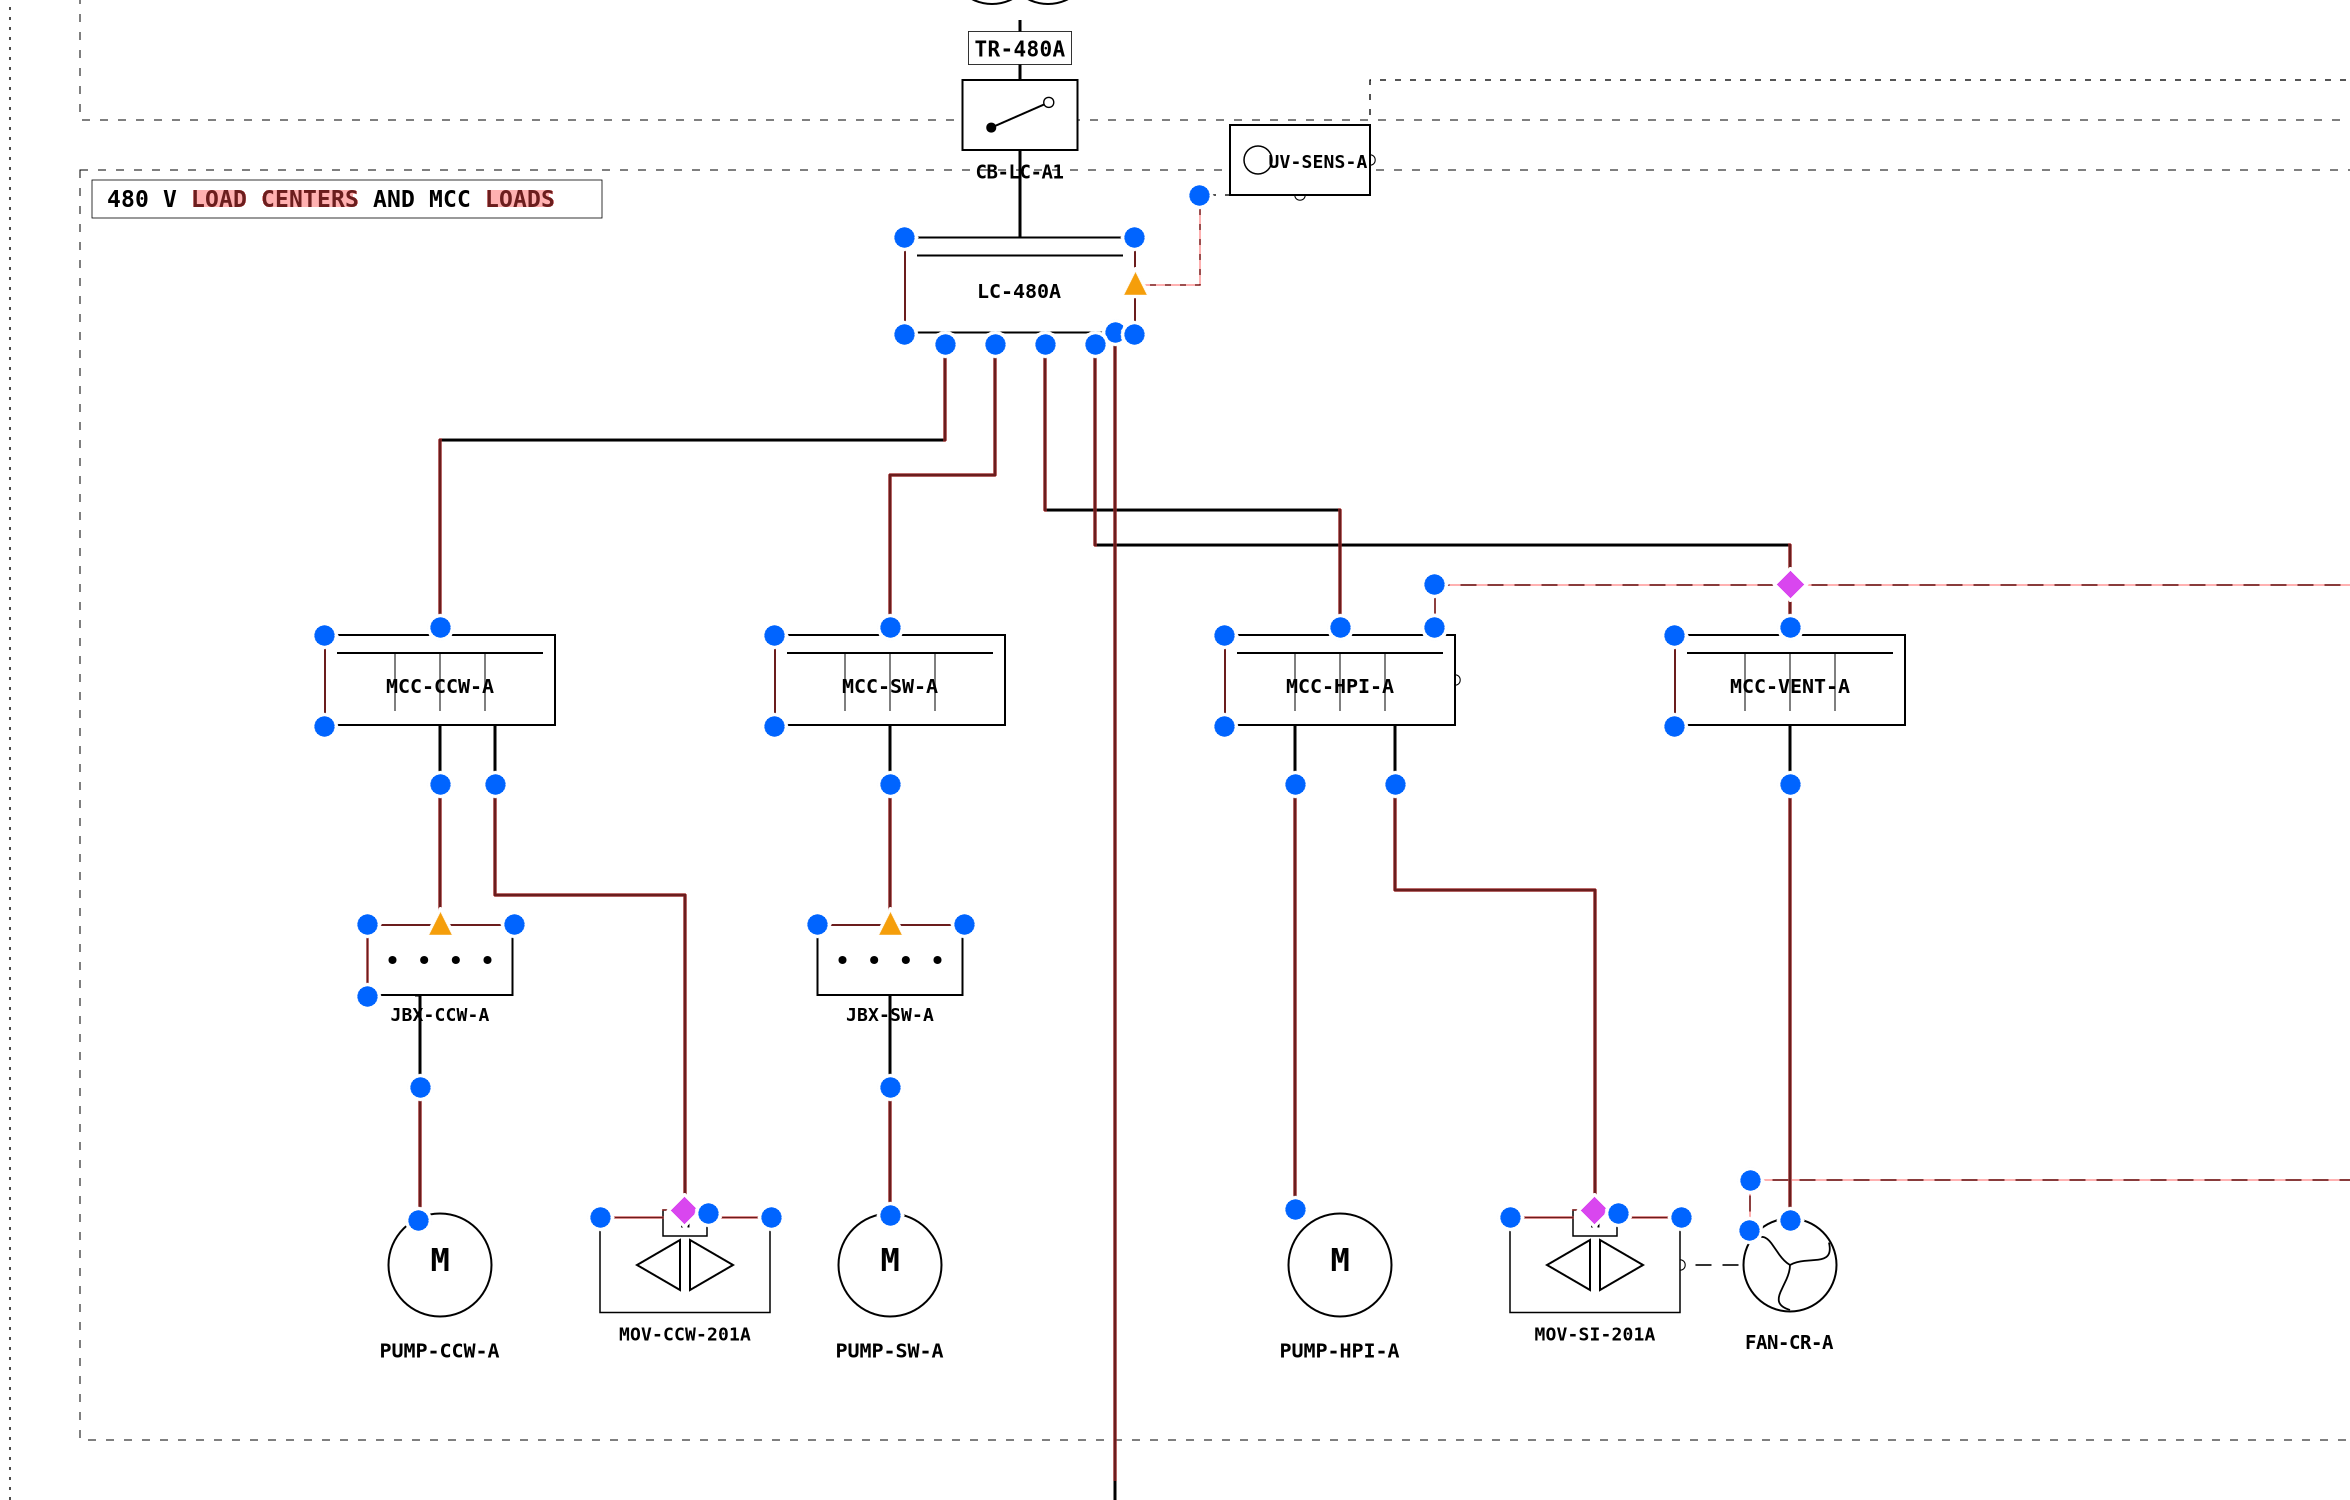 TR-480A
UV-SENS-A
CB-LC-A1
480 V LOAD CENTERS AND MCC LOADS
LC-480A
MCC-CCW-A
MCC-SW-A
MCC-HPI-A
MCC-VENT-A
JBX-CCW-A
JBX-SW-A
M
M
M
PUMP-CCW-A
MOV-CCW-201A
PUMP-SW-A
PUMP-HPI-A
MOV-SI-201A
FAN-CR-A